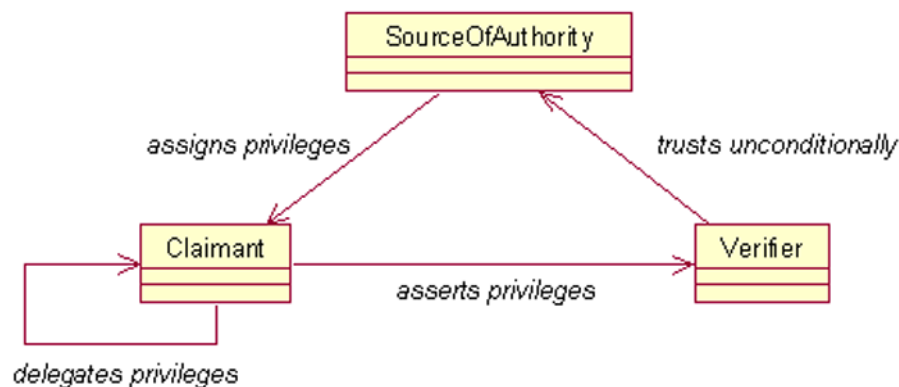 SourceOfAuthority
assigns privileges
trusts unconditionally
Claimant
Verifier
asserts privileges
delegates privileges